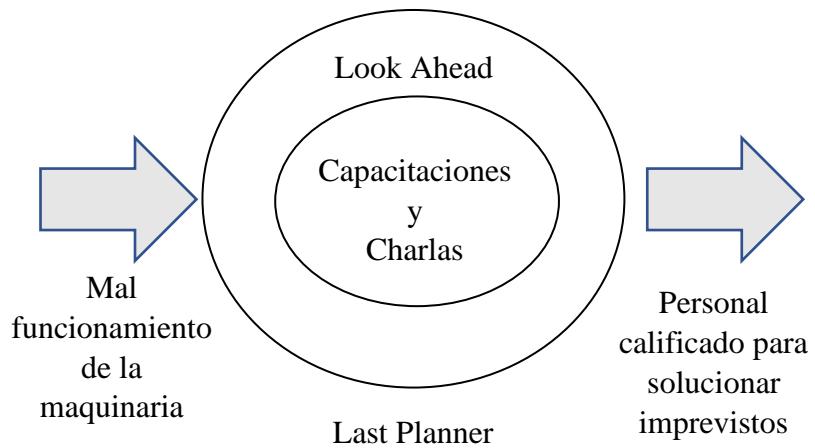 Look Ahead
Capacitaciones
y
Charlas
Mal
funcionamiento
de la
maquinaria
Personal
calificado para
solucionar
imprevistos
Last Planner